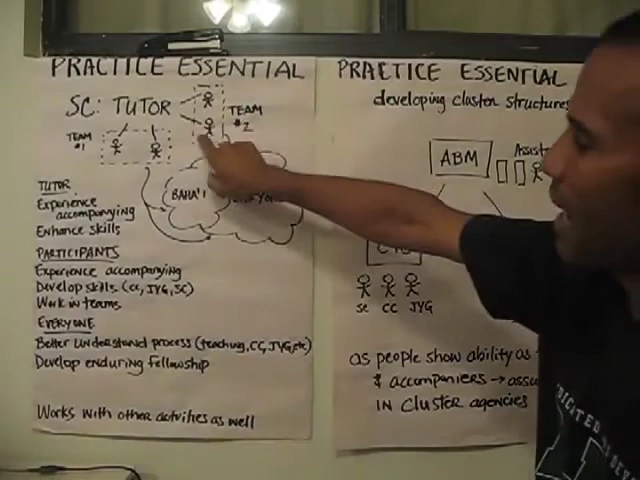 PRACTICE ESSENTIAL
SC: TUTOR
TEAM
#2
TEAM
#1
BAHA'I
TUTOR
Experience
accompanying
Enhance skills
PARTICIPANTS
Experience accompanying
Develop skills (CC, JYG, SC)
Work in teams
EVERYONE
Better understand process (teaching, CC, JYG, etc)
Develop enduring fellowship
Works with other activities as well
PRACTICE ESSENTIAL
developing cluster structures
ABM
SC CC JYG
as people show ability as
& accompaniers →
IN Cluster agencies